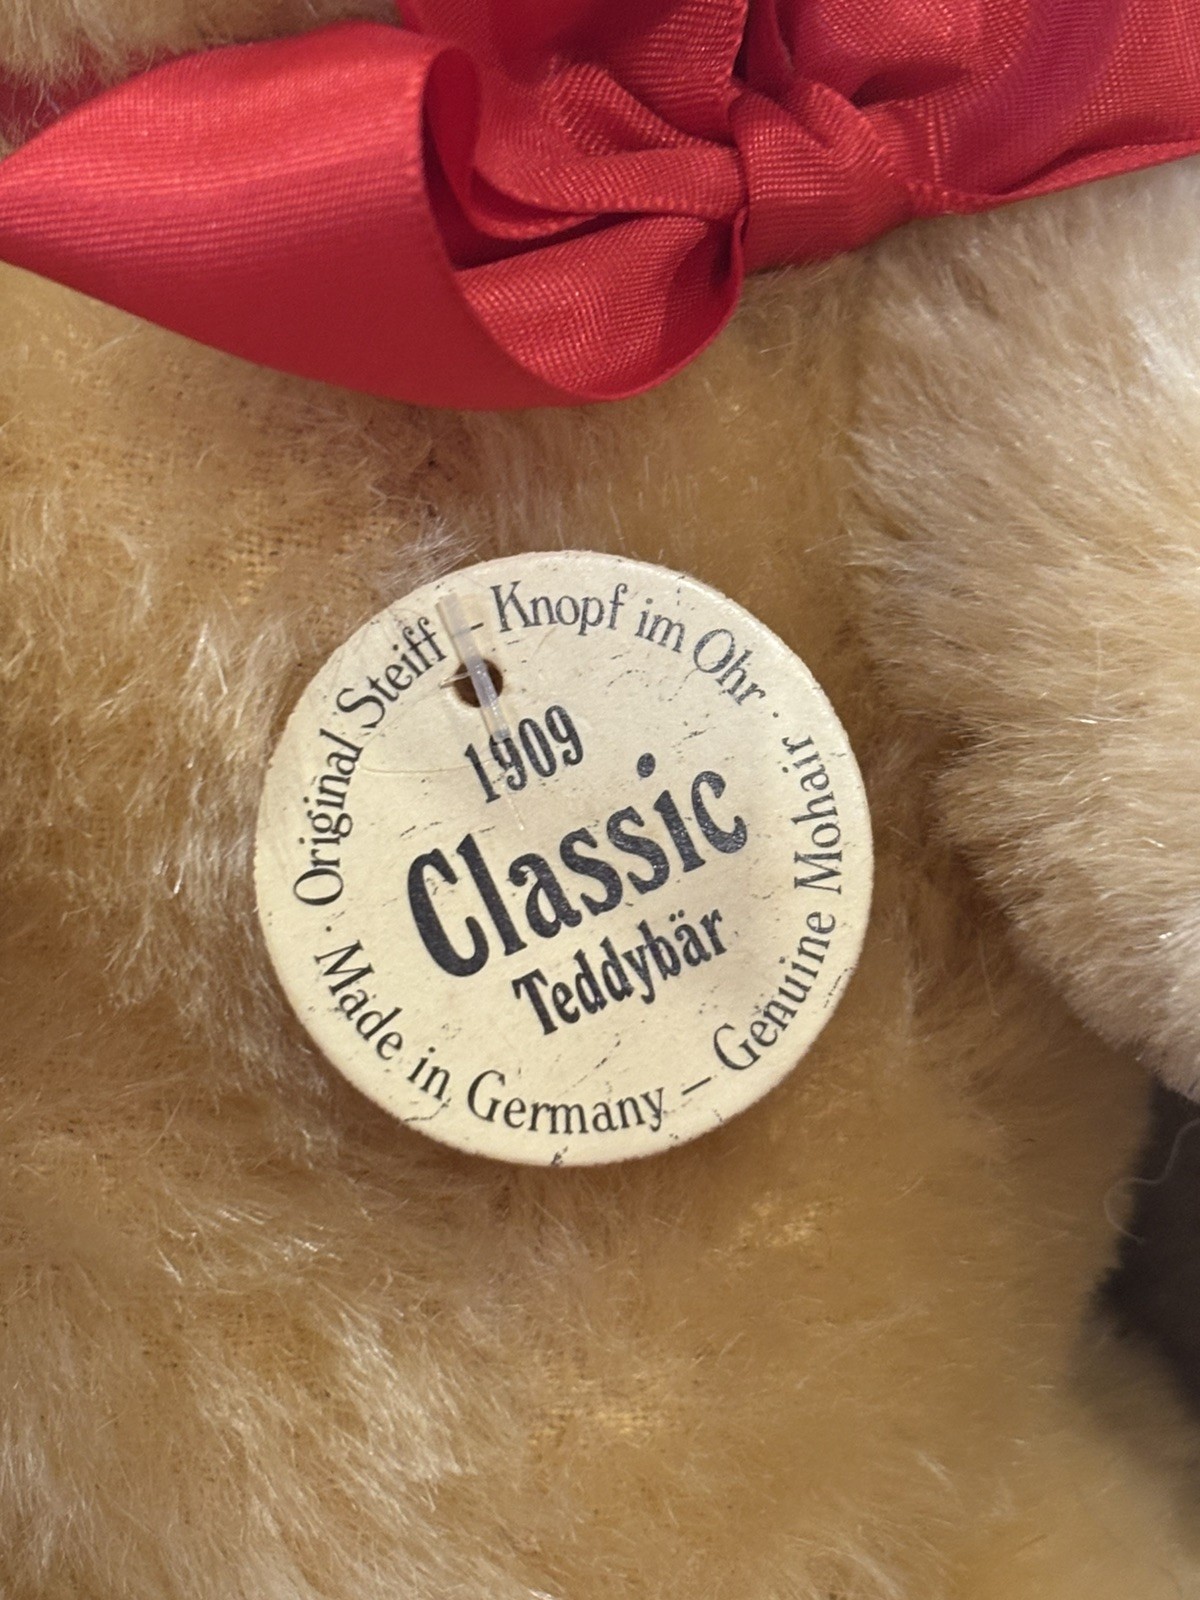 Original Steiff – Knopf im Ohr ·
1909
Classic
Teddybär
· Made in Germany – Genuine Mohair ·